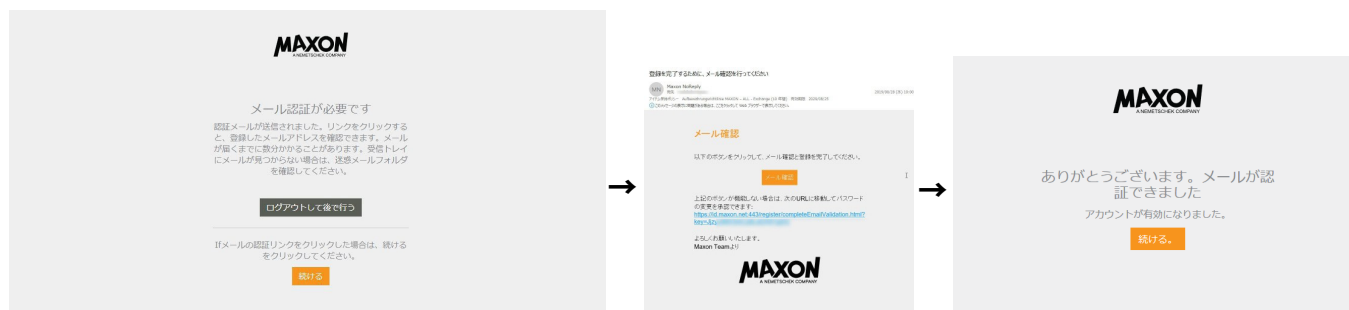 MAXON
A NEMETSCHEK COMPANY
メール認証が必要です
認証メールが送信されました。リンクをクリックする
と、登録したメールアドレスを確認できます。メール
が届くまでに数分かかることがあります。受信トレイ
にメールが見つからない場合は、迷惑メールフォルダ
を確認してください。
ログアウトして後で行う
Ifメールの認証リンクをクリックした場合は、続ける
をクリックしてください。
続ける
登録を完了するために、メール確認を行ってください
MN
Maxon NoReply
メール確認
以下のボタンをクリックして、メール確認と登録を完了してください。
メール確認
上記のボタンが機能しない場合は、次のURLに移動してパスワード
の変更を承認できます:
https://id.maxon.net:443/register/completeEmailValidation.html?
よろしくお願いいたします。
Maxon Teamより
MAXON
A NEMETSCHEK COMPANY
MAXON
A NEMETSCHEK COMPANY
ありがとうございます。メールが認
証できました
アカウントが有効になりました。
続ける。